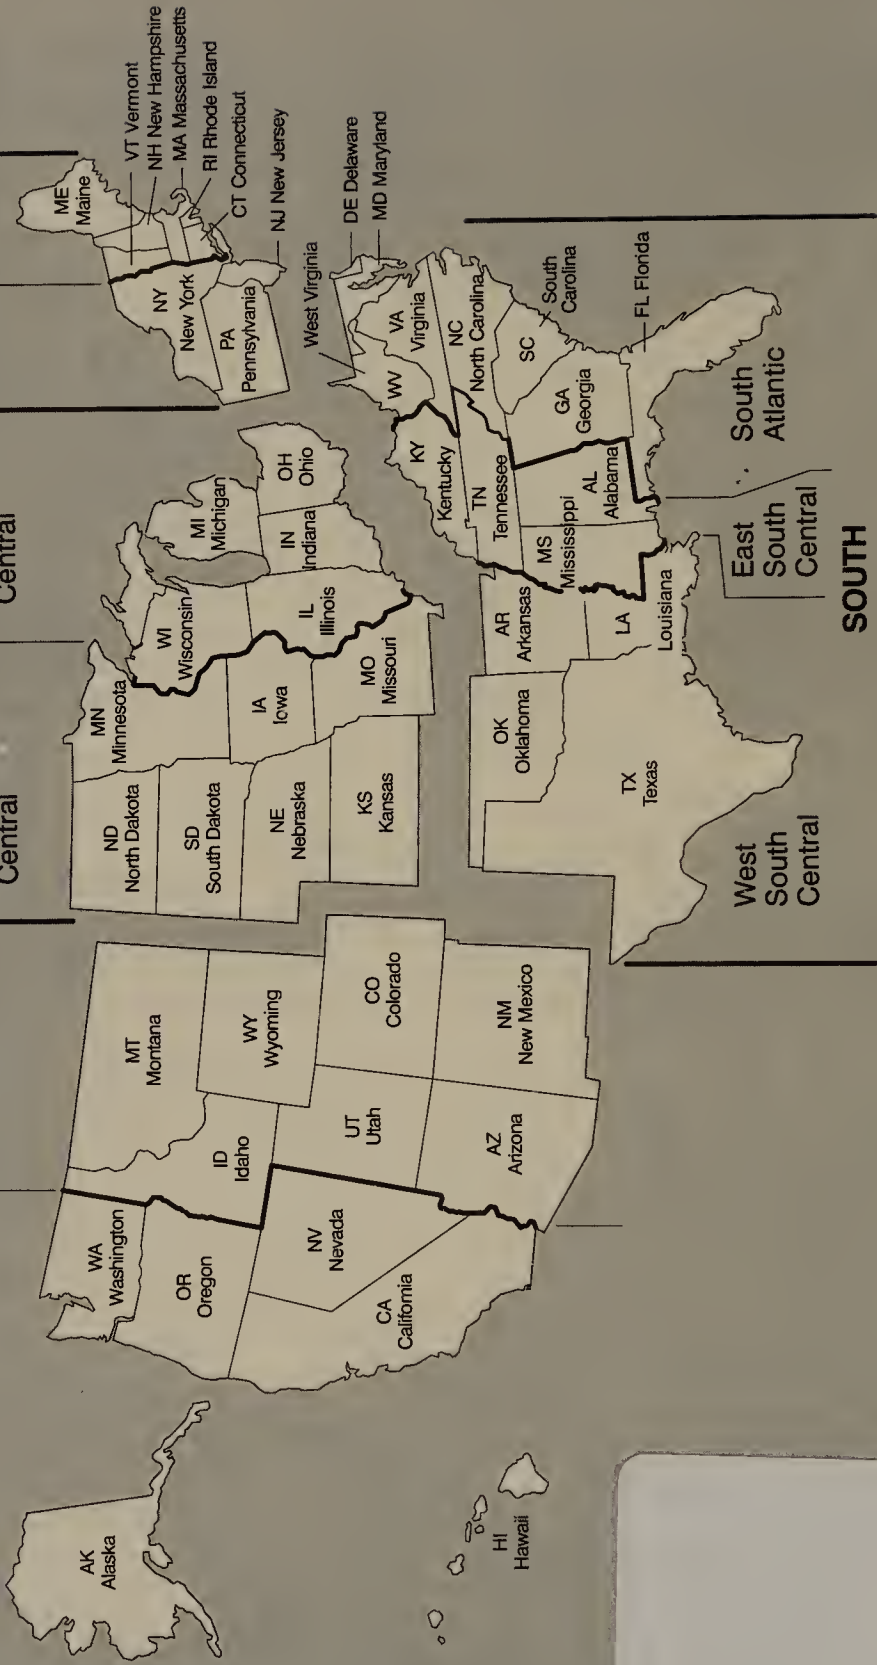 AK
Alaska
HI
Hawaii
WA
Washington
OR
Oregon
CA
California
NV
Nevada
ID
Idaho
MT
Montana
WY
Wyoming
UT
Utah
CO
Colorado
AZ
Arizona
NM
New Mexico
Central
ND
North Dakota
SD
South Dakota
NE
Nebraska
KS
Kansas
MN
Minnesota
IA
Iowa
MO
Missouri
Central
WI
Wisconsin
IL
Illinois
MI
Michigan
IN
Indiana
OH
Ohio
ME
Maine
VT Vermont
NH New Hampshire
MA Massachusetts
RI Rhode Island
CT Connecticut
NJ New Jersey
NY
New York
PA
Pennsylvania
OK
Oklahoma
TX
Texas
AR
Arkansas
LA
Louisiana
KY
Kentucky
TN
Tennessee
MS
Mississippi
AL
Alabama
West Virginia
WV
DE Delaware
MD Maryland
VA
Virginia
NC
North Carolina
SC
South
Carolina
GA
Georgia
FL Florida
West
South
Central
East
South
Central
South
Atlantic
SOUTH